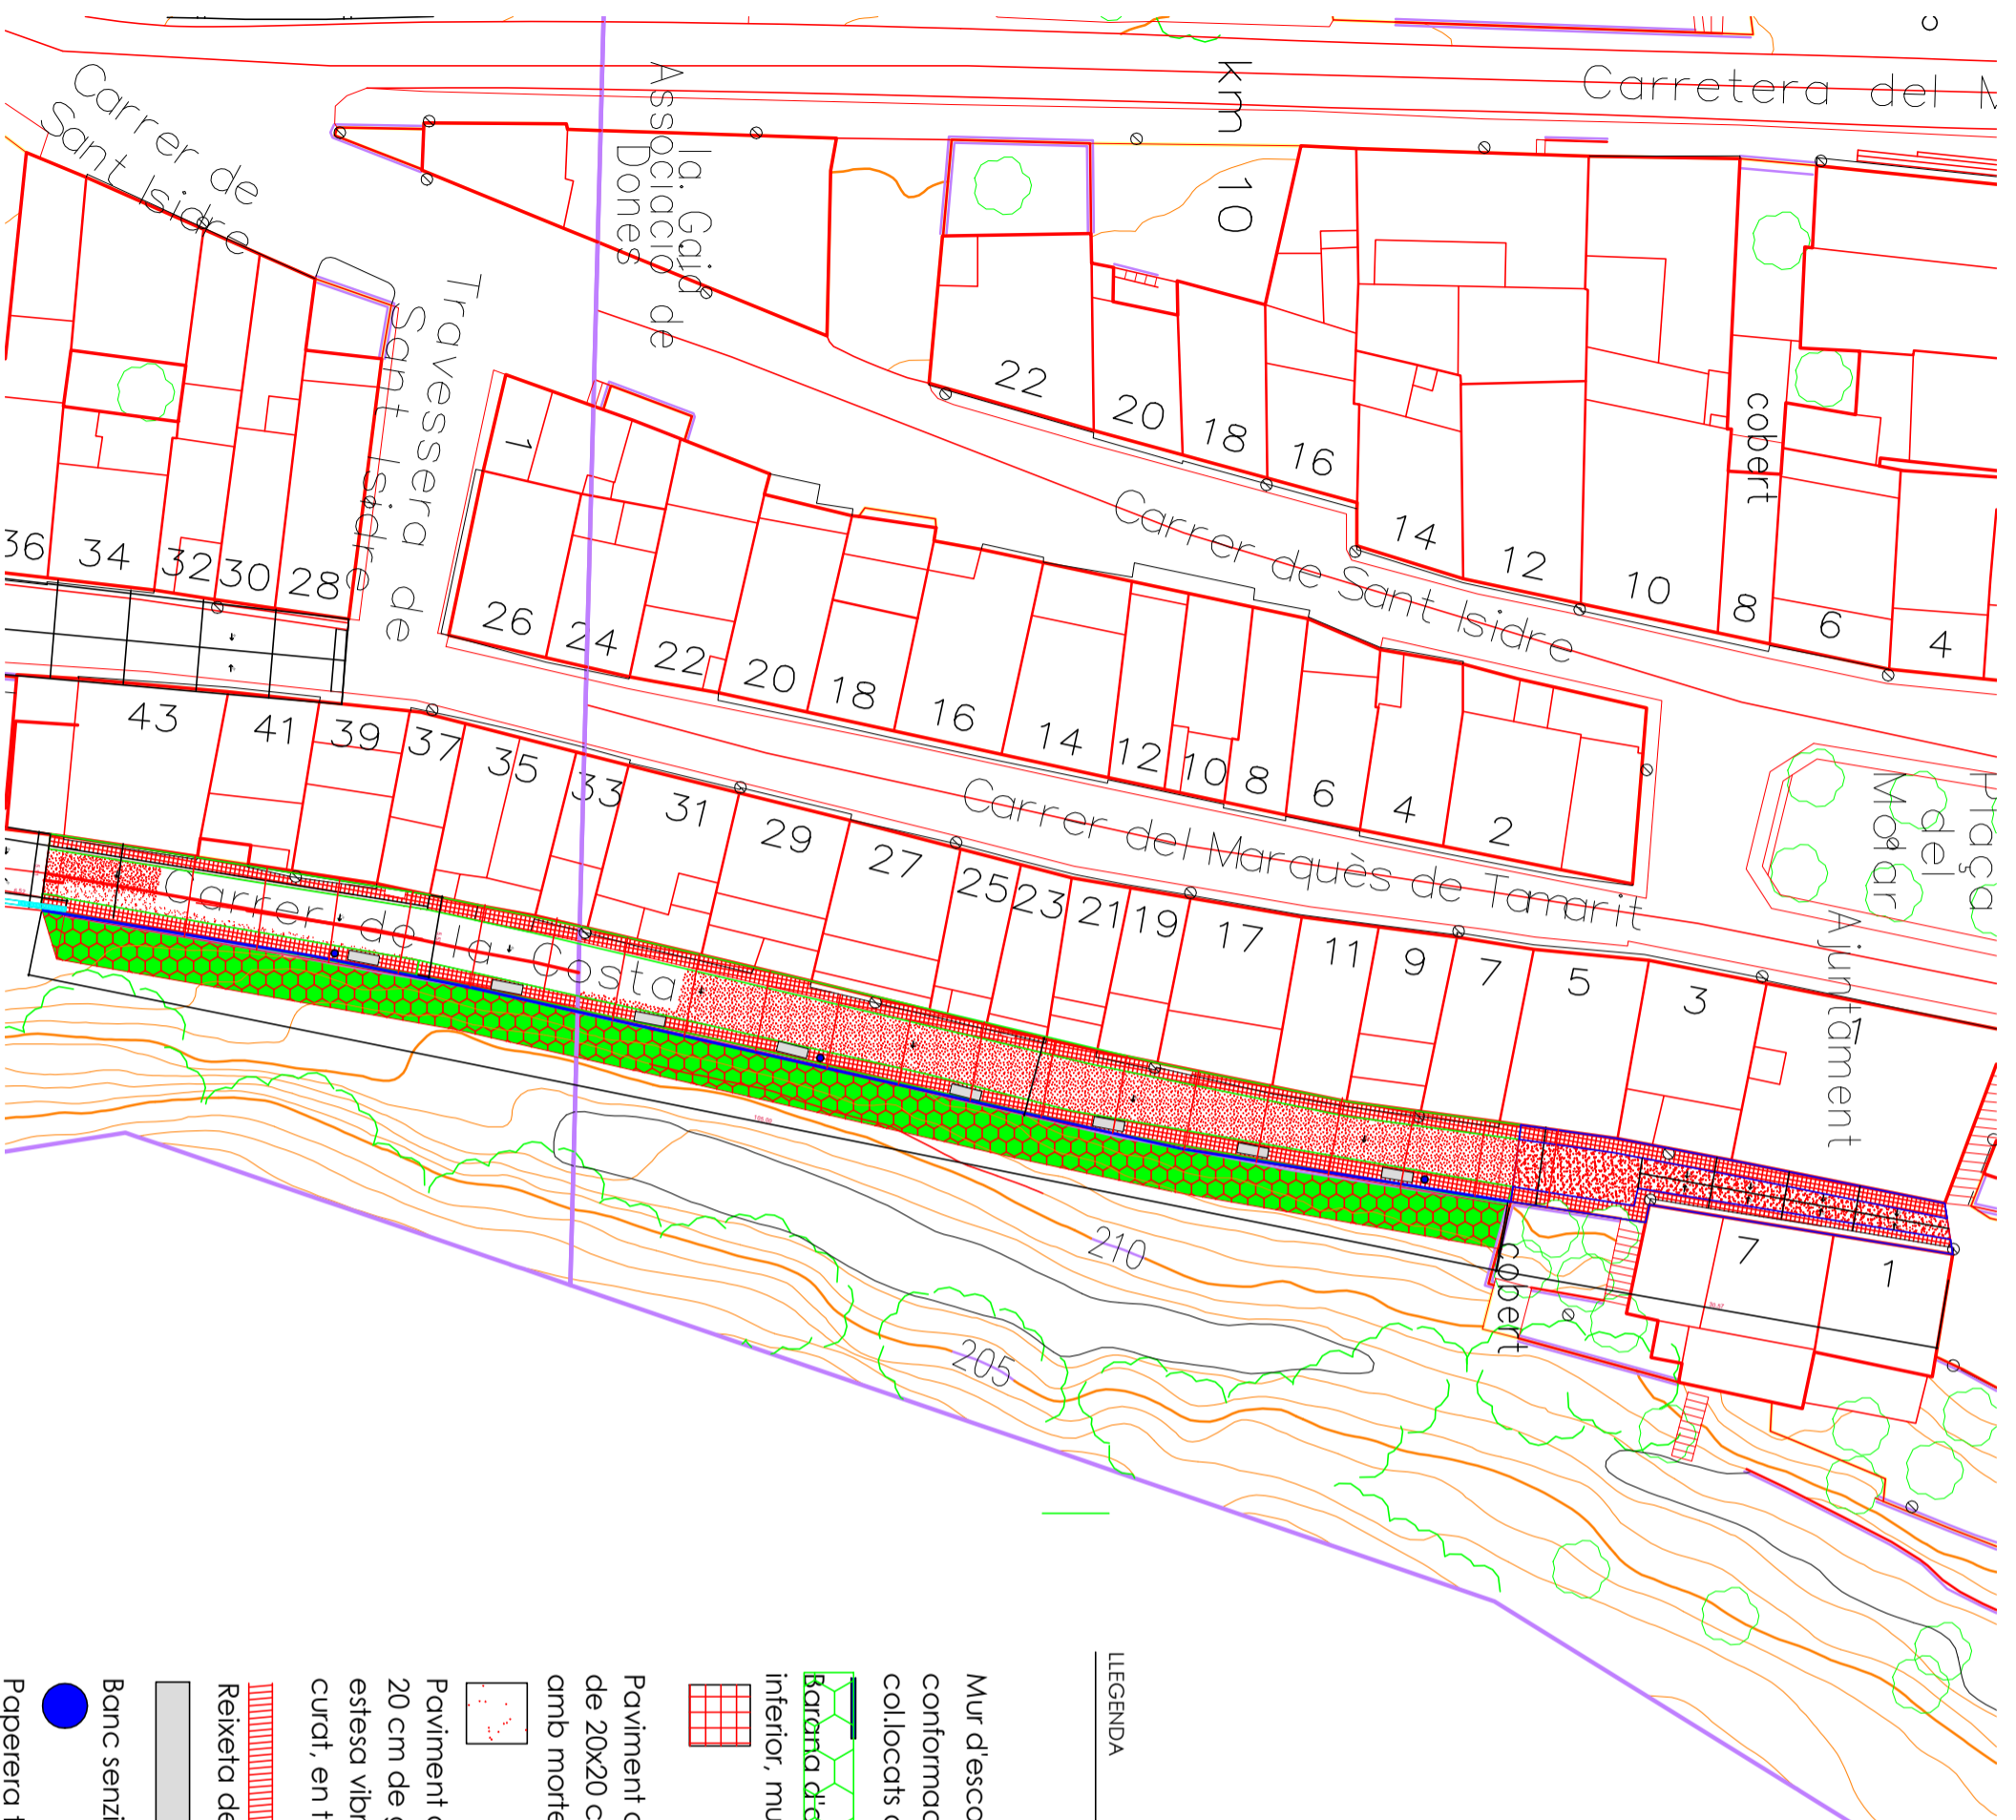 Carretera del M
km 10
Carrer de
Sant Isidre
la. Gaia
Associació de
Dones
Travessera de
Sant Isidre
cobert
22
20
18
16
14
12
10
8
6
4
Carrer de Sant Isidre
36
34
32
30
28
1
26
24
22
20
18
16
14
12
10
8
6
4
2
Plaça
del
Molar
Carrer del Marquès de Tamarit
43
41
39
37
35
33
31
29
27
25
23
21
19
17
11
9
7
5
3
1
Ajuntament
Carrer de la Costa
7
1
cobert
210
205
LLEGENDA
Mur d'esco
conformac
col.locats
Barana d'a
inferior, mu
Paviment
de 20x20 c
amb morte
Paviment
20 cm de
estesa vibr
curat, en
Reixeta de
Banc senzi
Paperera